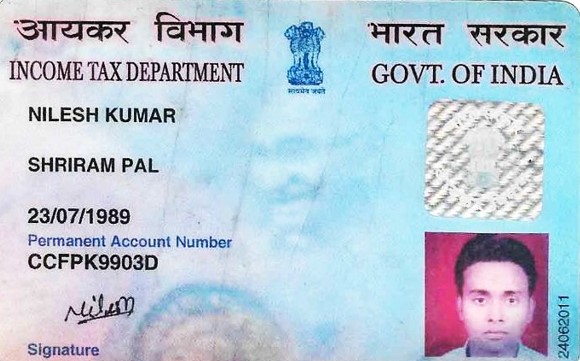 आयकर विभाग
भारत सरकार
INCOME TAX DEPARTMENT
GOVT. OF INDIA
सत्यमेव जयते
NILESH KUMAR
SHRIRAM PAL
23/07/1989
Permanent Account Number
CCFPK9903D
Nilesh
Signature
24062011